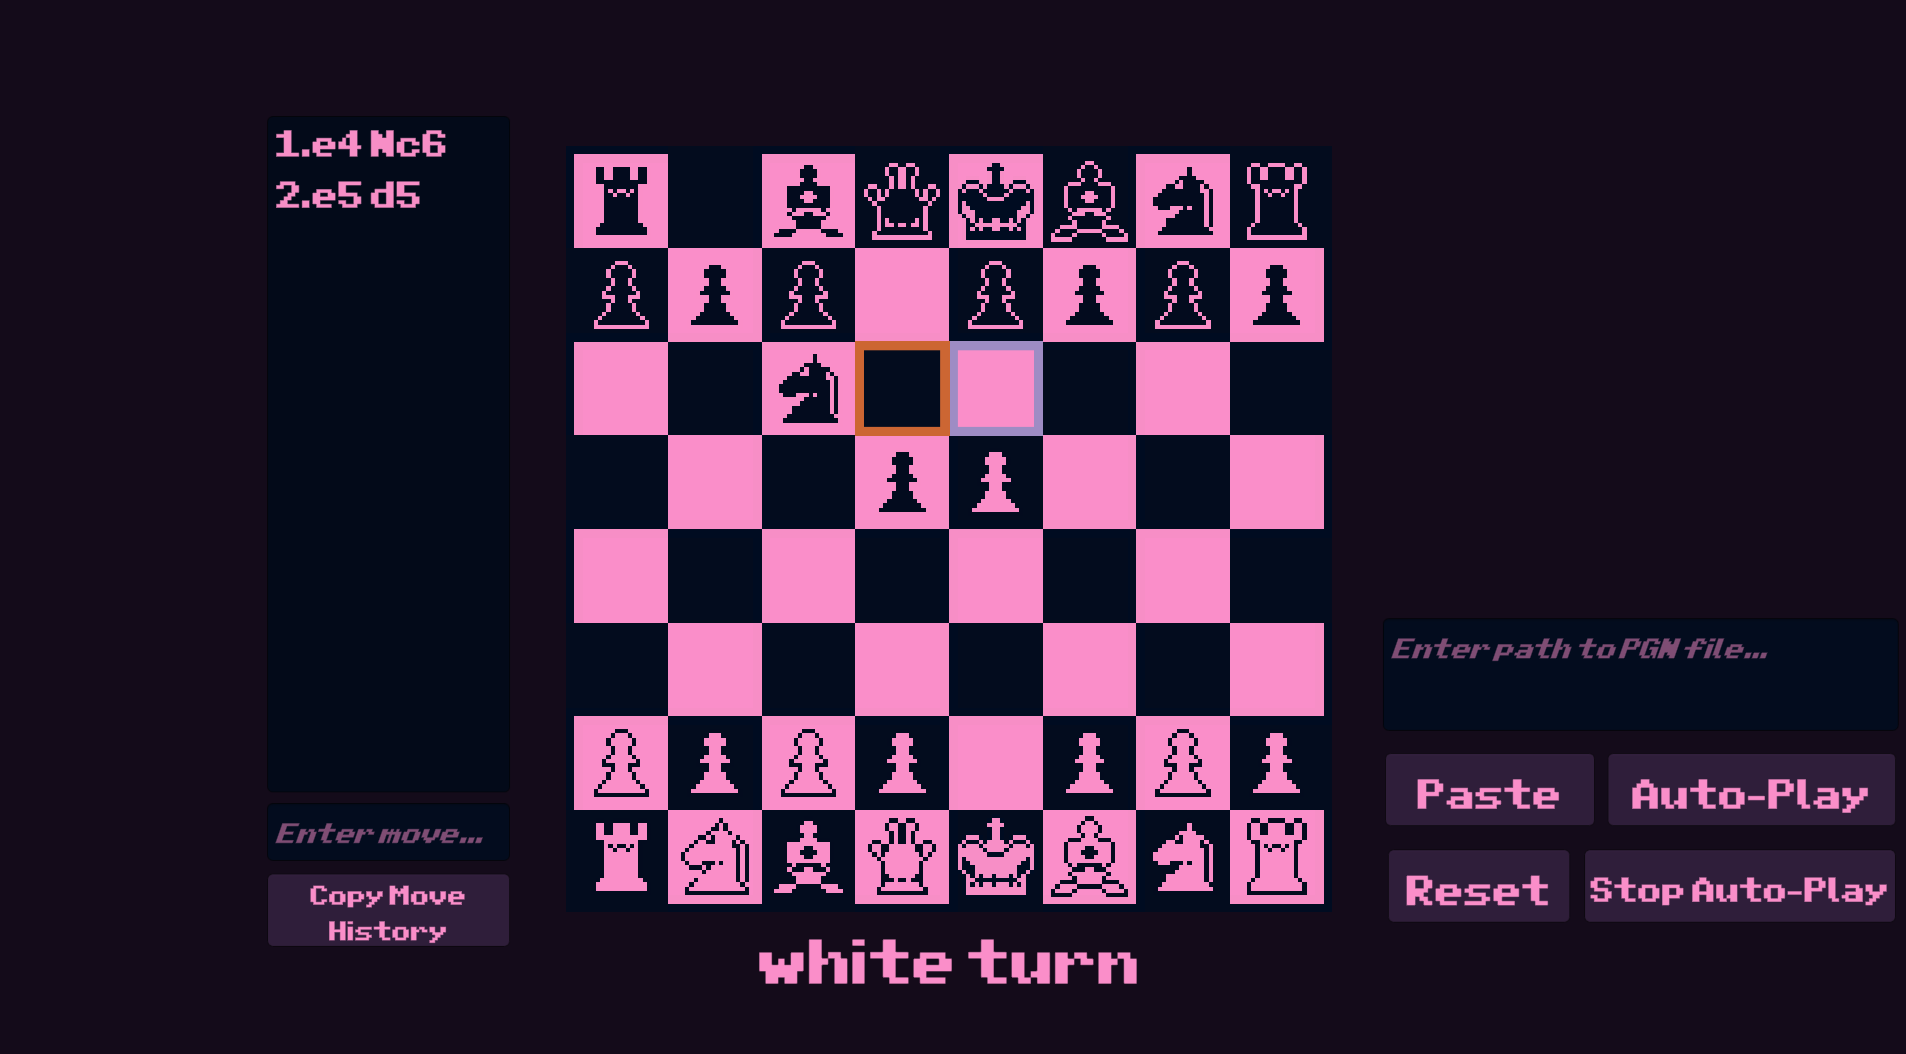 1.e4 Nc6
2.e5 d5
Enter move...
Copy Move
History
white turn
Enter path to PGN file...
Paste
Auto-Play
Reset
Stop Auto-Play